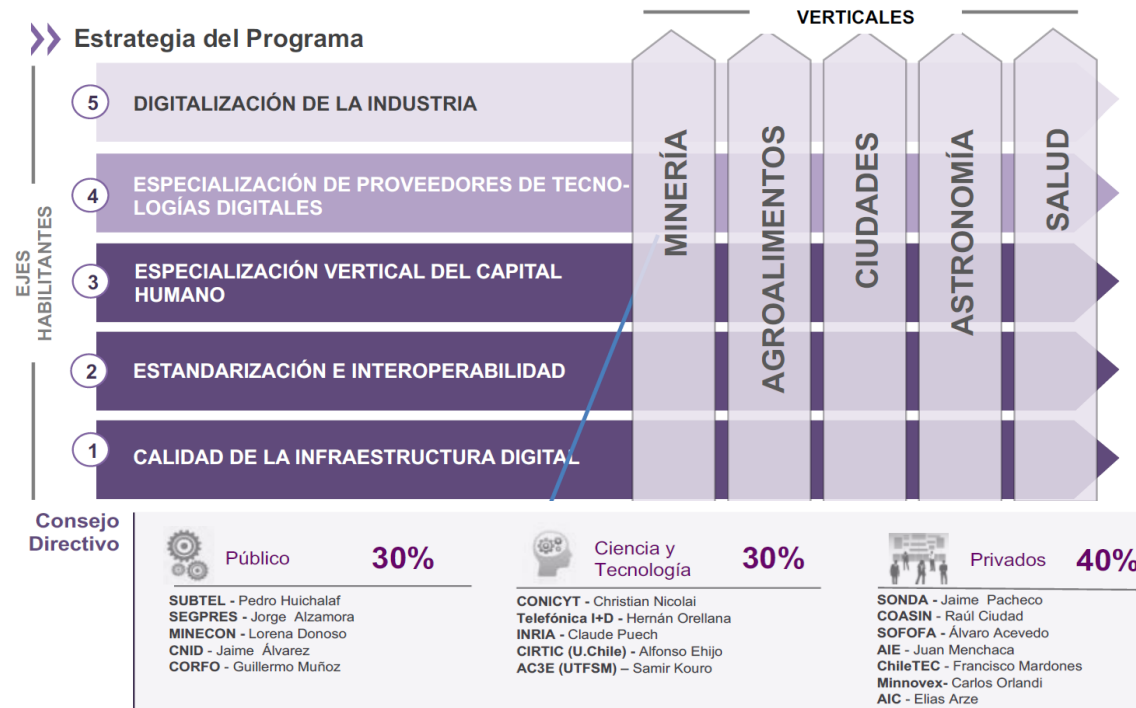 VERTICALES
Estrategia del Programa
EJES
HABILITANTES
5
DIGITALIZACIÓN DE LA INDUSTRIA
4
ESPECIALIZACIÓN DE PROVEEDORES DE TECNO-
LOGÍAS DIGITALES
3
ESPECIALIZACIÓN VERTICAL DEL CAPITAL
HUMANO
2
ESTANDARIZACIÓN E INTEROPERABILIDAD
1
CALIDAD DE LA INFRAESTRUCTURA DIGITAL
MINERÍA
AGROALIMENTOS
CIUDADES
ASTRONOMÍA
SALUD
Consejo
Directivo
Público
30%
SUBTEL - Pedro Huichalaf
SEGPRES - Jorge Alzamora
MINECON - Lorena Donoso
CNID - Jaime Álvarez
CORFO - Guillermo Muñoz
Ciencia y
Tecnología
30%
CONICYT - Christian Nicolai
Telefónica I+D - Hernán Orellana
INRIA - Claude Puech
CIRTIC (U.Chile) - Alfonso Ehijo
AC3E (UTFSM) – Samir Kouro
Privados
40%
SONDA - Jaime Pacheco
COASIN - Raúl Ciudad
SOFOFA - Álvaro Acevedo
AIE - Juan Menchaca
ChileTEC - Francisco Mardones
Minnovex- Carlos Orlandi
AIC - Elias Arze